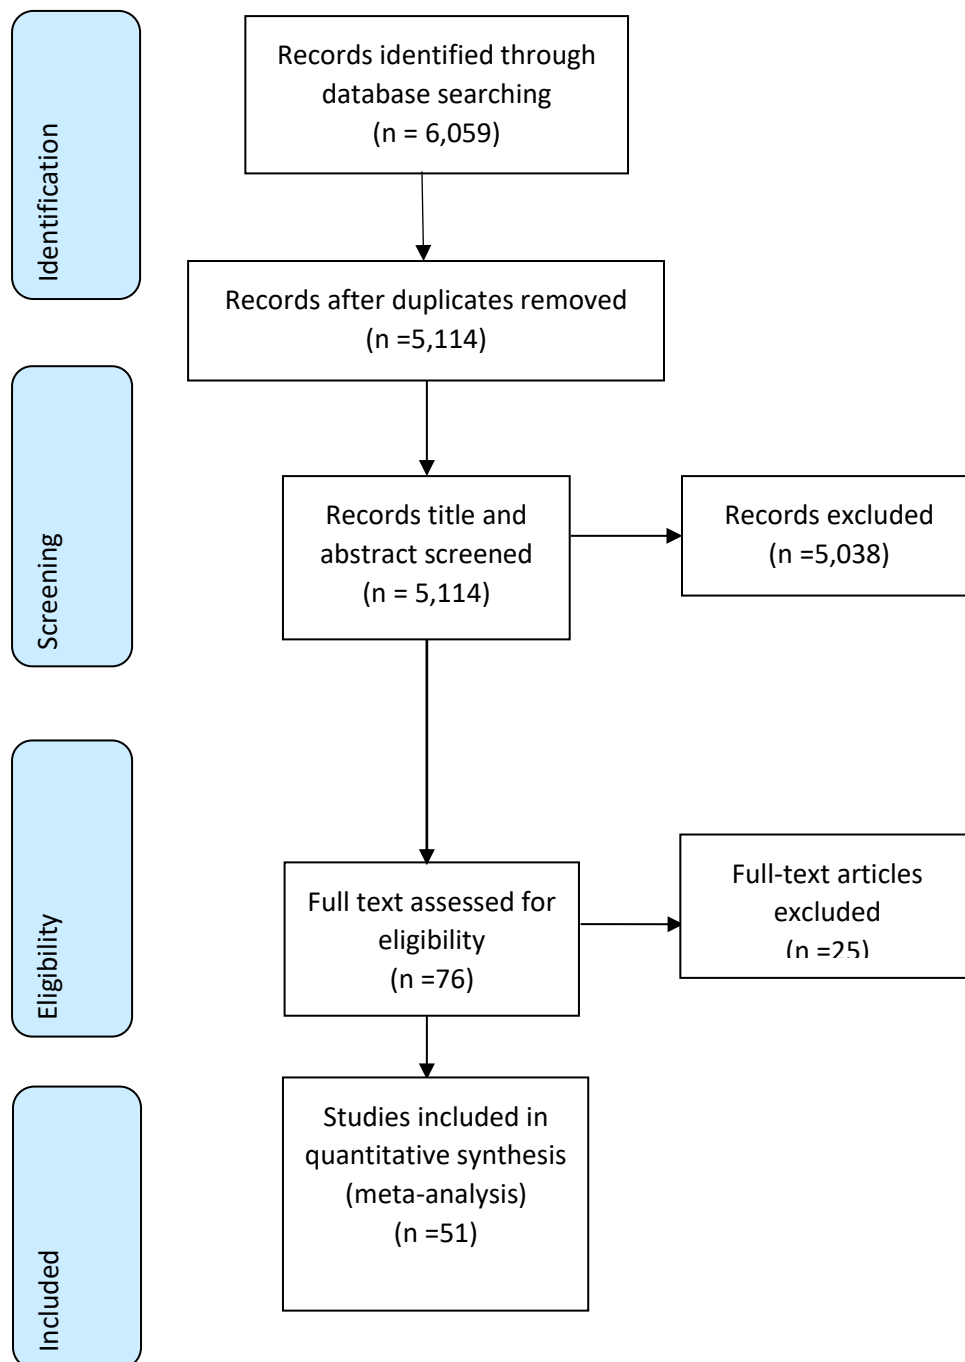 Identification
Records identified through
database searching
(n = 6,059)
Records after duplicates removed
(n =5,114)
Screening
Records title and
abstract screened
(n = 5,114)
Records excluded
(n =5,038)
Eligibility
Full text assessed for
eligibility
(n =76)
Full-text articles
excluded
(n =25)
Included
Studies included in
quantitative synthesis
(meta-analysis)
(n =51)